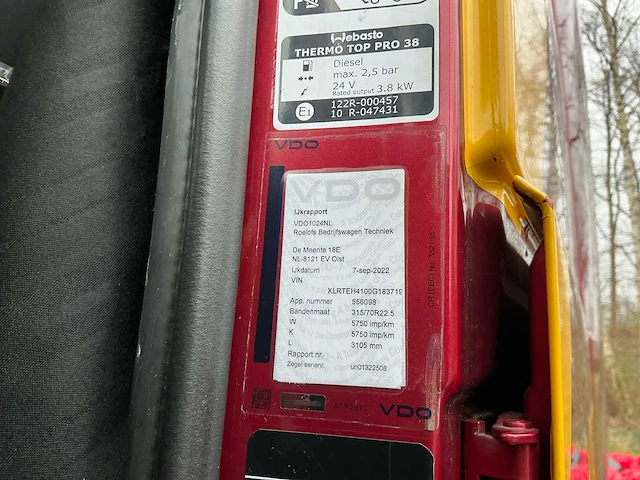 Webasto
THERMO TOP PRO 38
Diesel
max. 2,5 bar
24 V
Rated output 3.8 kW
E1
122R-000457
10 R-047431
VDO
VDO
IJkrapport
VDO1024NL
Roelofs Bedrijfswagen Techniek
De Meente 18E
NL-8121 EV Olst
IJkdatum 7-sep-2022
VIN
XLRTEH4100G183719
App. nummer 556098
Bandenmaat 315/70R22.5
W 5750 imp/km
K 5750 imp/km
L 3105 mm
Rapport nr.
Zegel serienr. un01322508
VDO